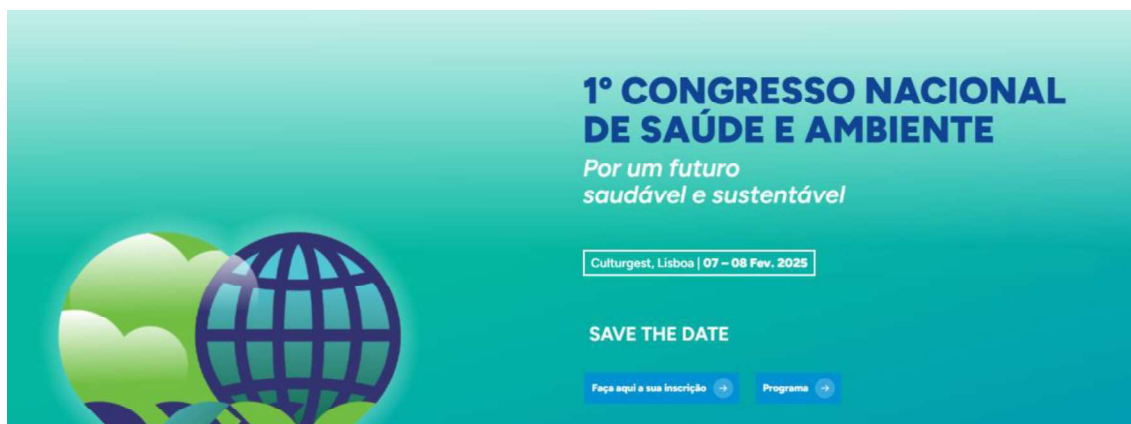 1º CONGRESSO NACIONAL
DE SAÚDE E AMBIENTE
Por um futuro
saudável e sustentável
Culturgest, Lisboa | 07 – 08 Fev. 2025
SAVE THE DATE
Faça aqui a sua inscrição
Programa